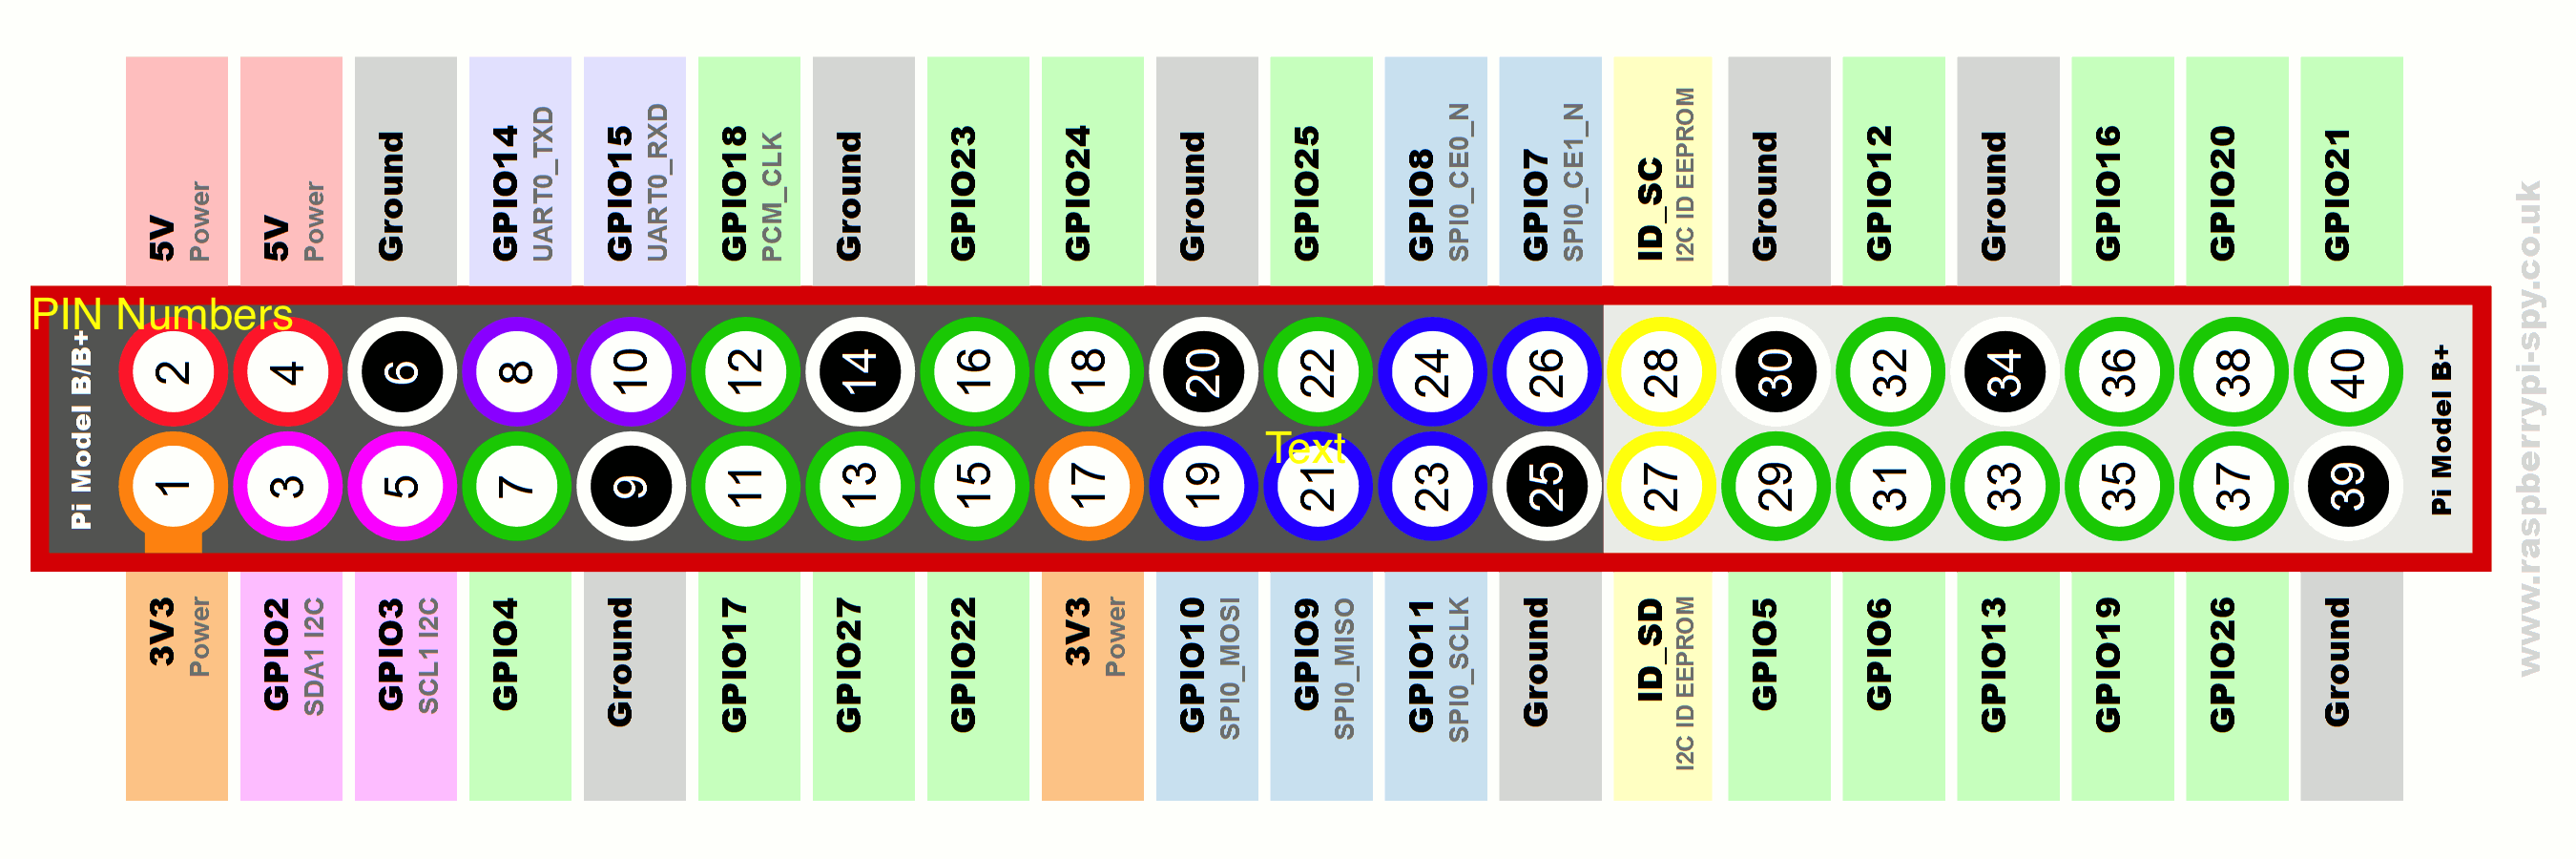 5V
Power
5V
Power
Ground
GPIO14
UART0_TXD
GPIO15
UART0_RXD
GPIO18
PCM_CLK
Ground
GPIO23
GPIO24
Ground
GPIO25
GPIO8
SPI0_CE0_N
GPIO7
SPI0_CE1_N
ID_SC
I2C ID EEPROM
Ground
GPIO12
Ground
GPIO16
GPIO20
GPIO21
PIN Numbers
Pi Model B/B+
2 4 6 8 10 12 14 16 18 20 22 24 26 28 30 32 34 36 38 40
Text
1 3 5 7 9 11 13 15 17 19 21 23 25 27 29 31 33 35 37 39
Pi Model B+
3V3
Power
GPIO2
SDA1 I2C
GPIO3
SCL1 I2C
GPIO4
Ground
GPIO17
GPIO27
GPIO22
3V3
Power
GPIO10
SPI0_MOSI
GPIO9
SPI0_MISO
GPIO11
SPI0_SCLK
Ground
ID_SD
I2C ID EEPROM
GPIO5
GPIO6
GPIO13
GPIO19
GPIO26
Ground
www.raspberrypi-spy.co.uk